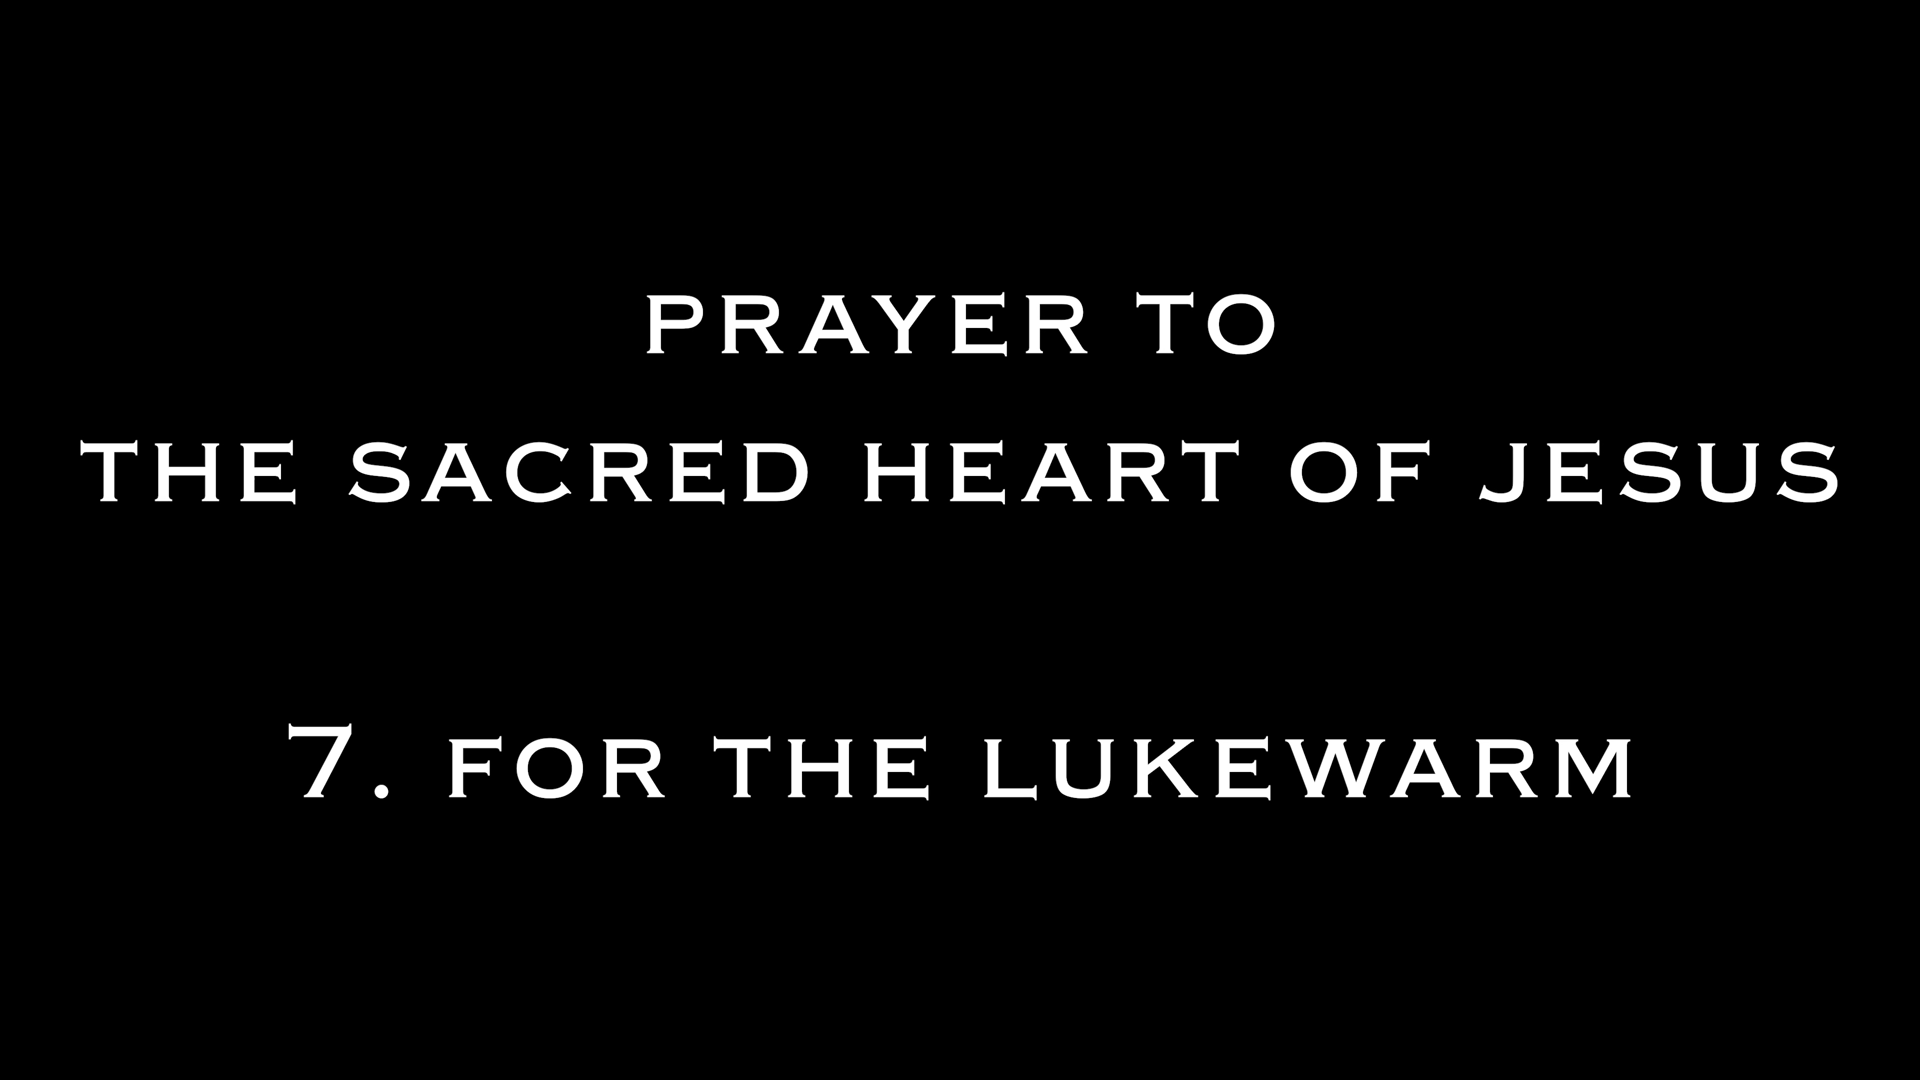 PRAYER TO
THE SACRED HEART OF JESUS
7. FOR THE LUKEWARM